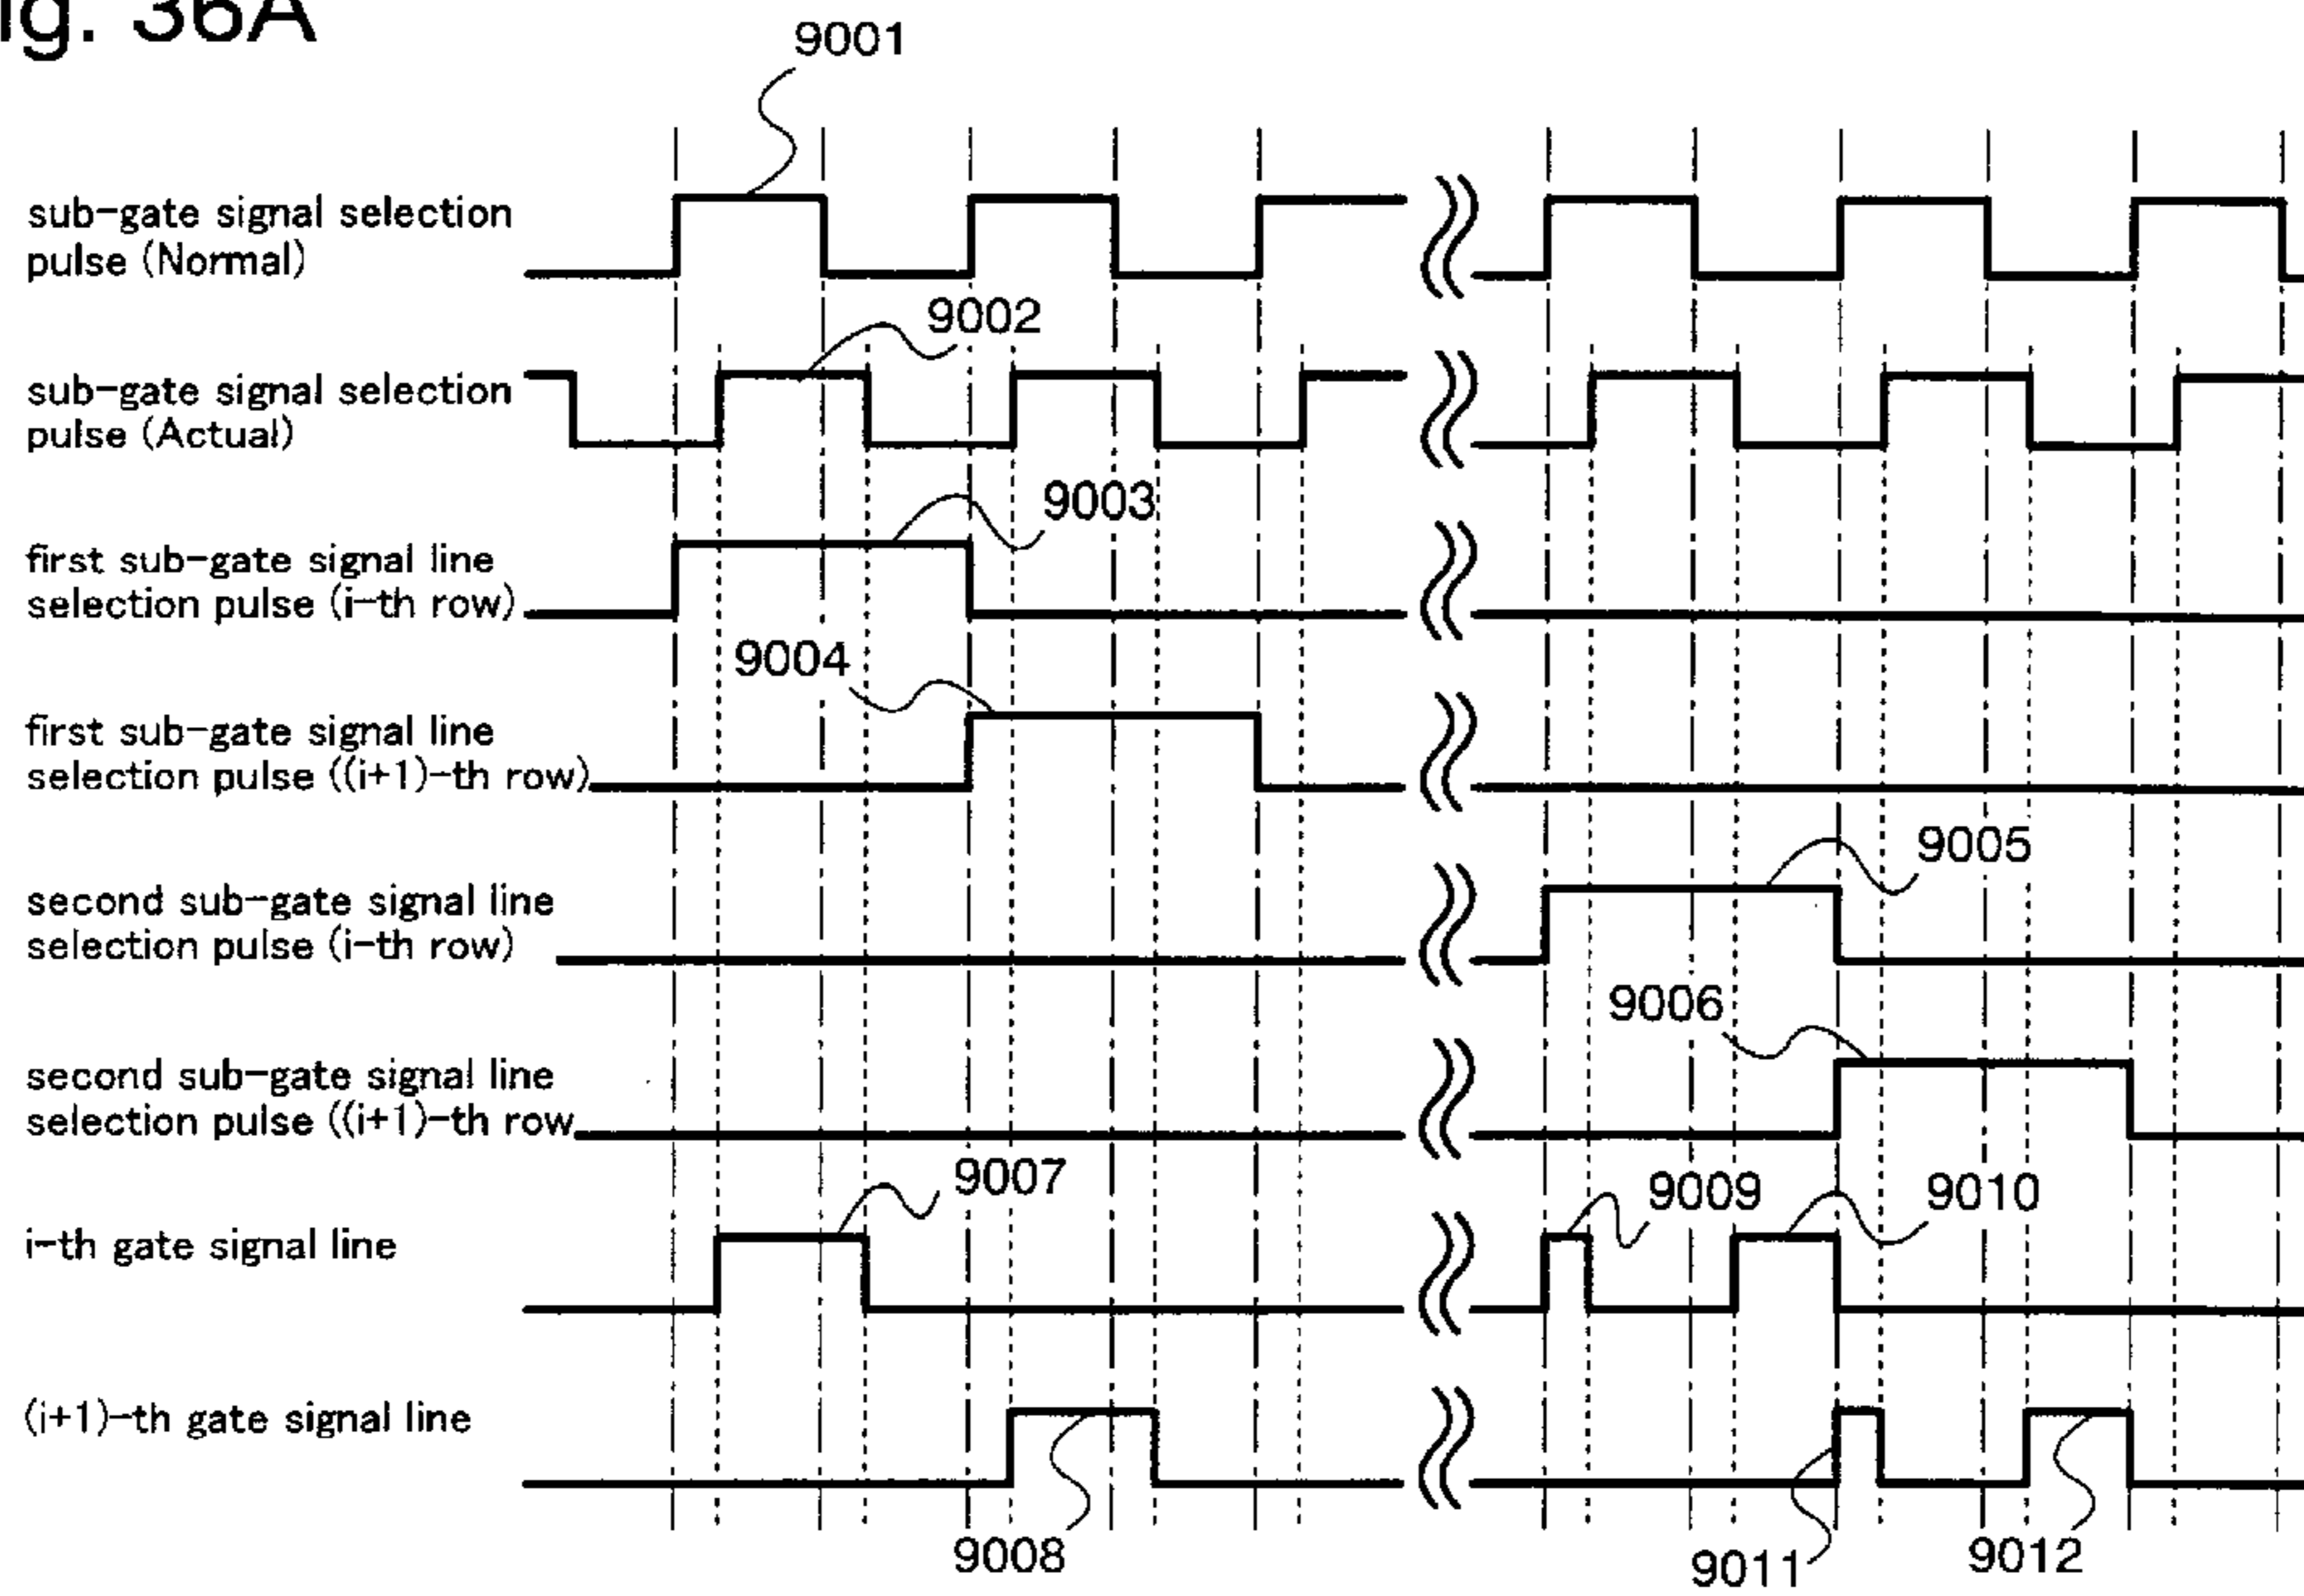 ig. 36A
9001
sub-gate signal selection
pulse (Normal)
9002
sub-gate signal selection
pulse (Actual)
9003
first sub-gate signal line
selection pulse (i-th row)
9004
first sub-gate signal line
selection pulse ((i+1)-th row)
9005
second sub-gate signal line
selection pulse (i-th row)
9006
second sub-gate signal line
selection pulse ((i+1)-th row
9007
9009
9010
i-th gate signal line
(i+1)-th gate signal line
9008
9011
9012